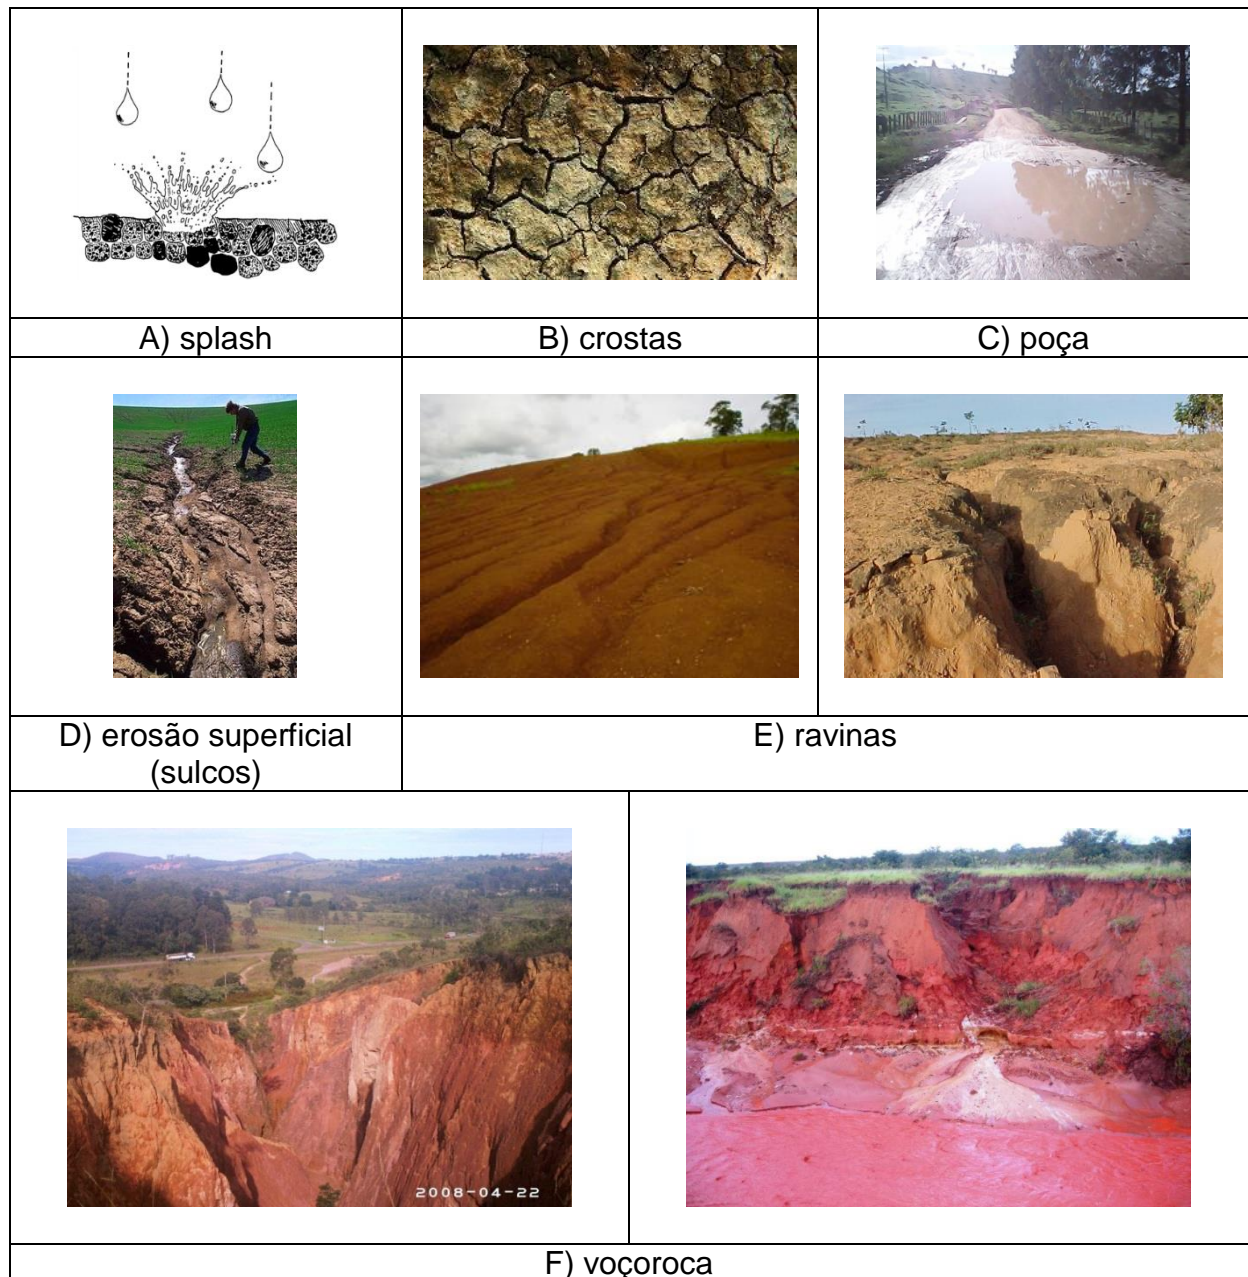 A) splash
B) crostas
C) poça
D) erosão superficial
(sulcos)
E) ravinas
2008-04-22
F) voçoroca